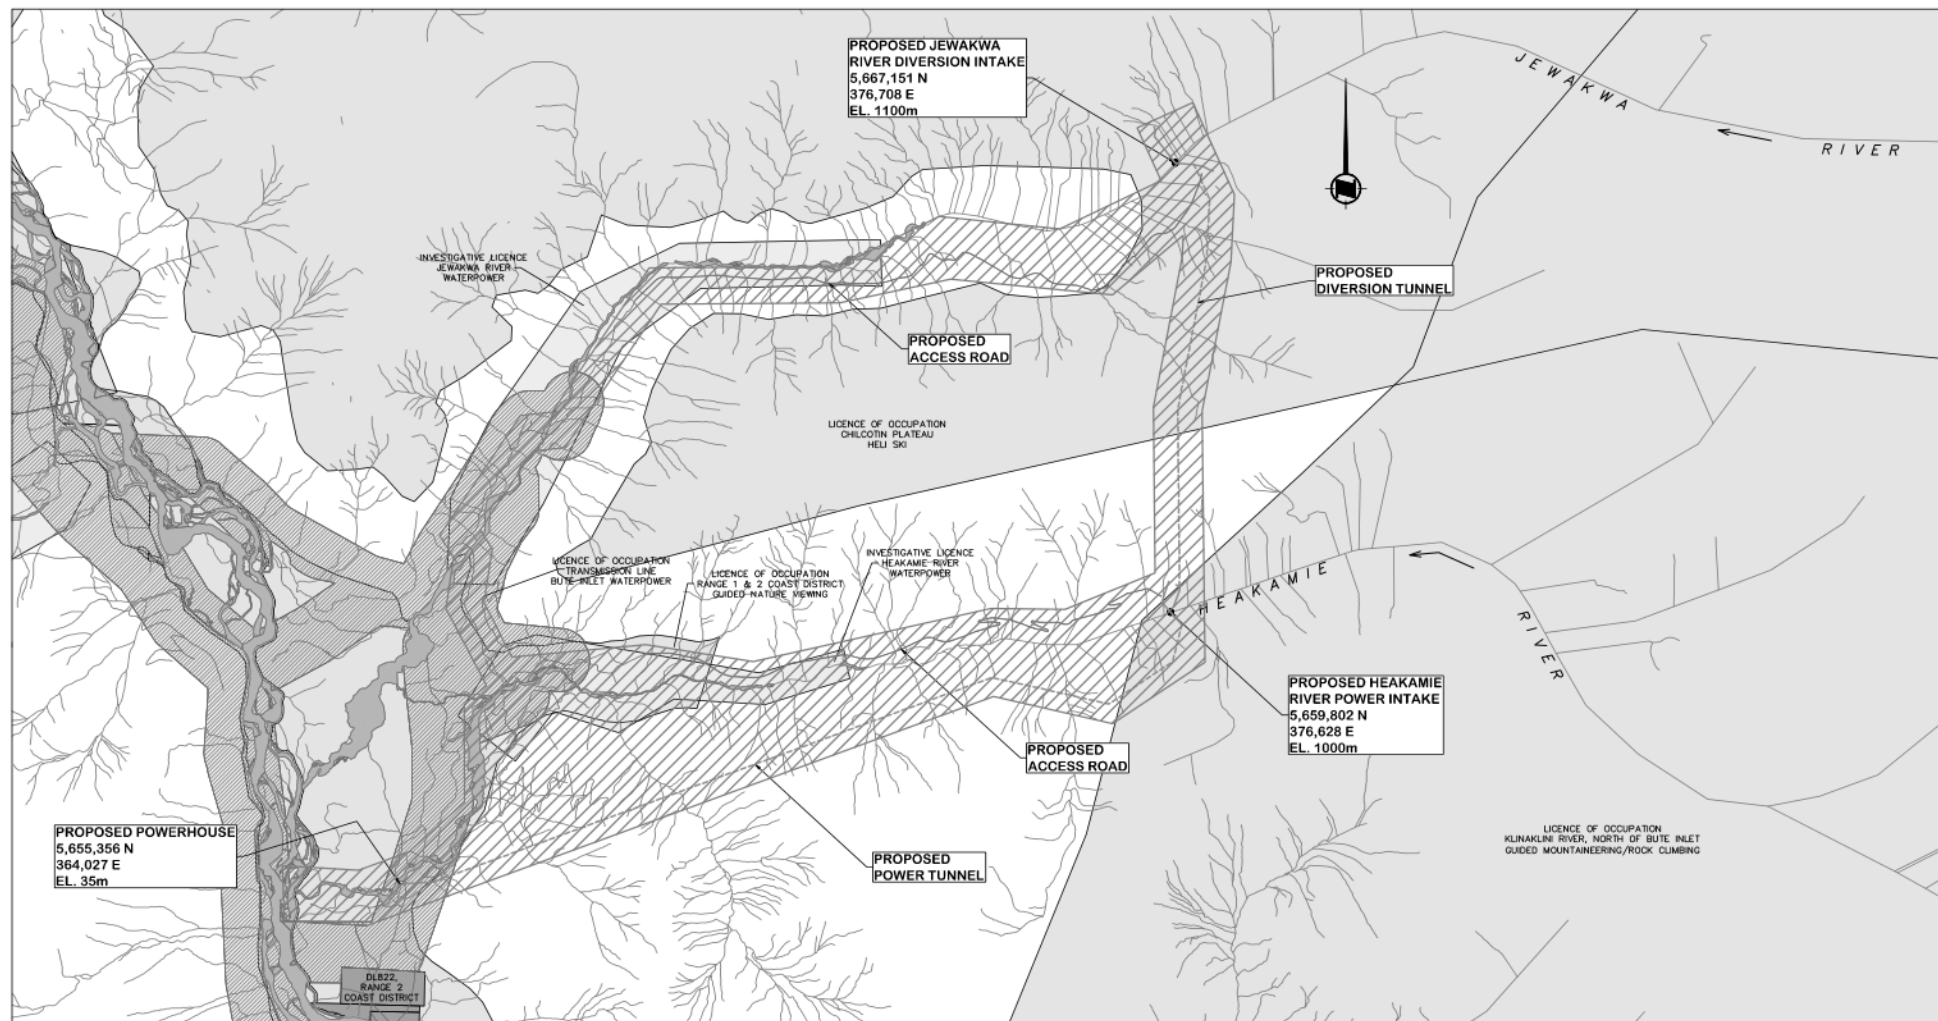 PROPOSED JEWAKWA
RIVER DIVERSION INTAKE
5,667,151 N
376,708 E
EL. 1100m
JEWAKWA
RIVER
INVESTIGATIVE LICENCE
JEWAKWA RIVER
WATERPOWER
PROPOSED
DIVERSION TUNNEL
PROPOSED
ACCESS ROAD
LICENCE OF OCCUPATION
CHILCOTIN PLATEAU
HELI SKI
LICENCE OF OCCUPATION
TRANSMISSION LINE
BUTE INLET WATERPOWER
LICENCE OF OCCUPATION
RANGE 1 & 2 COAST DISTRICT
GUIDED NATURE VIEWING
INVESTIGATIVE LICENCE
HEAKAMIE RIVER
WATERPOWER
HEAKAMIE
RIVER
PROPOSED HEAKAMIE
RIVER POWER INTAKE
5,659,802 N
376,628 E
EL. 1000m
PROPOSED
ACCESS ROAD
PROPOSED POWERHOUSE
5,655,356 N
364,027 E
EL. 35m
PROPOSED
POWER TUNNEL
LICENCE OF OCCUPATION
KLINAKLINI RIVER, NORTH OF BUTE INLET
GUIDED MOUNTAINEERING/ROCK CLIMBING
DL822,
RANGE 2
COAST DISTRICT